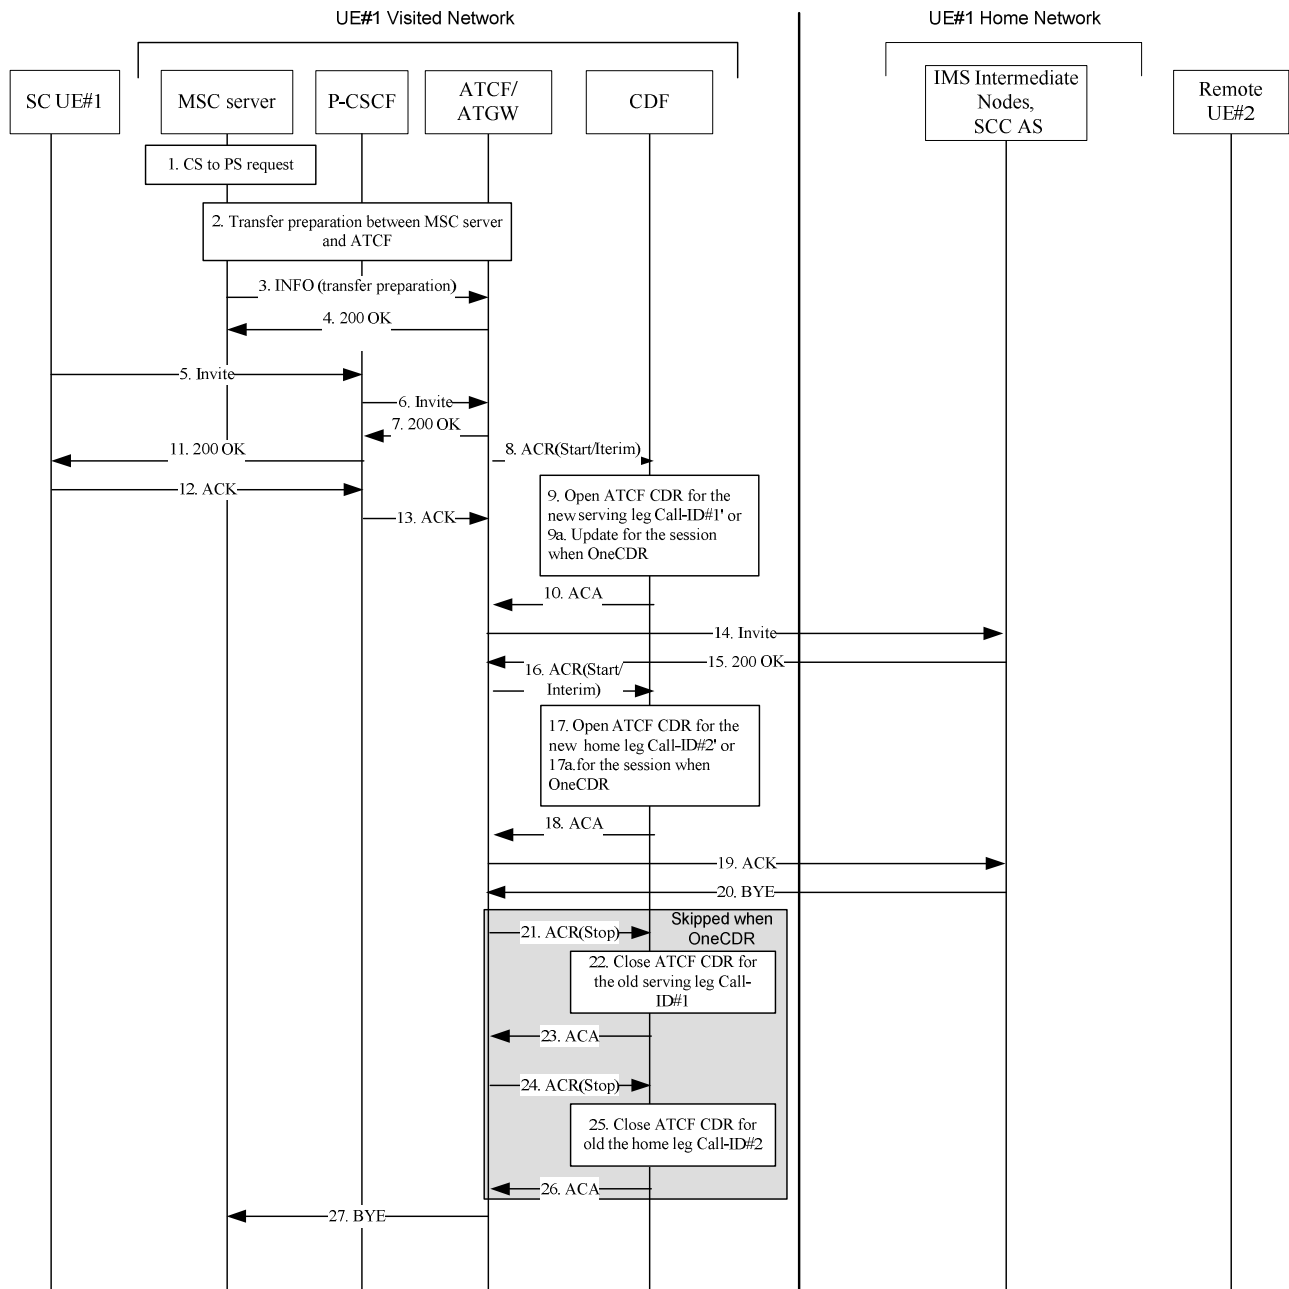 UE#1 Visited Network
UE#1 Home Network
SC UE#1
MSC server
P-CSCF
ATCF/
ATGW
CDF
IMS Intermediate
Nodes,
SCC AS
Remote
UE#2
1. CS to PS request
2. Transfer preparation between MSC server
and ATCF
3. INFO (transfer preparation)
4. 200 OK
5. Invite
6. Invite
7. 200 OK
11. 200 OK
8. ACR(Start/Iterim)
12. ACK
9. Open ATCF CDR for the
new serving leg Call-ID#1' or
9a. Update for the session
when OneCDR
13. ACK
10. ACA
14. Invite
15. 200 OK
16. ACR(Start/
Interim)
17. Open ATCF CDR for the
new home leg Call-ID#2' or
17a.for the session when
OneCDR
18. ACA
19. ACK
20. BYE
Skipped when
OneCDR
21. ACR(Stop)
22. Close ATCF CDR for
the old serving leg Call-
ID#1
23. ACA
24. ACR(Stop)
25. Close ATCF CDR for
old the home leg Call-ID#2
26. ACA
27. BYE